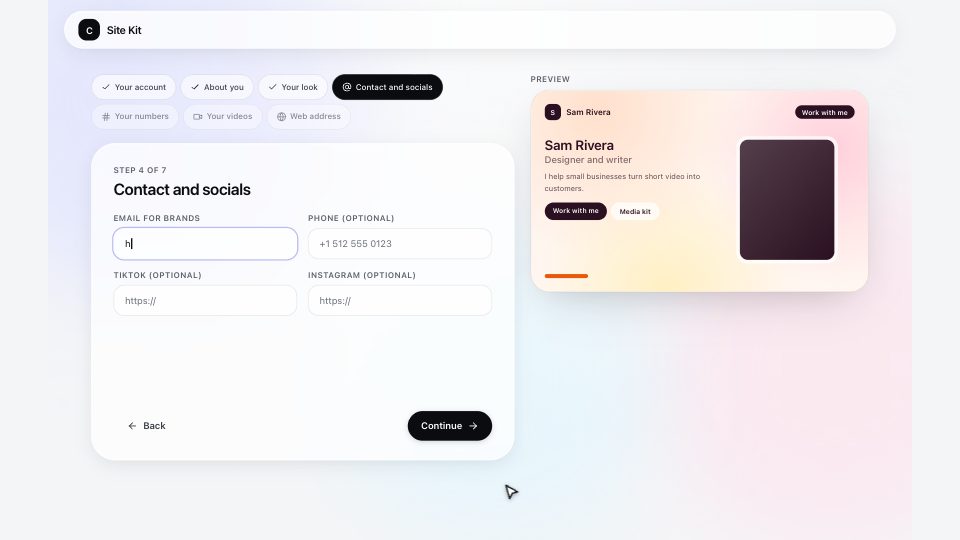 C Site Kit
Your account
About you
Your look
Contact and socials
Your numbers
Your videos
Web address
STEP 4 OF 7
Contact and socials
EMAIL FOR BRANDS
h
PHONE (OPTIONAL)
+1 512 555 0123
TIKTOK (OPTIONAL)
https://
INSTAGRAM (OPTIONAL)
https://
Back
Continue
PREVIEW
S Sam Rivera
Work with me
Sam Rivera
Designer and writer
I help small businesses turn short video into
customers.
Work with me
Media kit